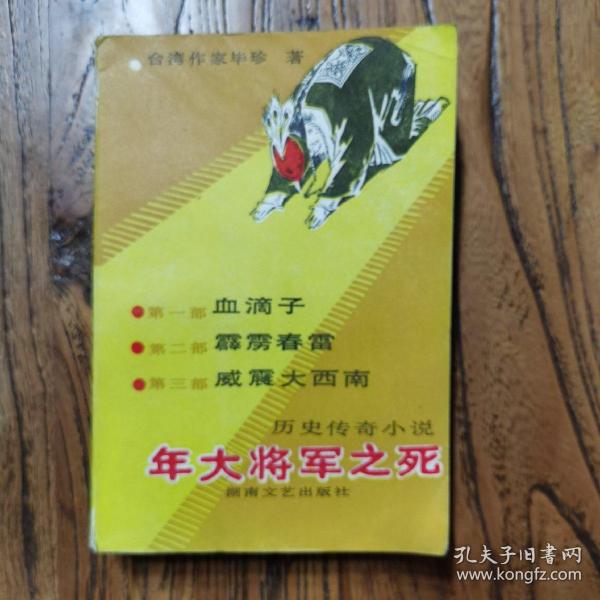 台湾作家毕珍 著
第一部 血滴子
第二部 霹雳春雷
第三部 威震大西南
历史传奇小说
年大将军之死
湖南文艺出版社
孔夫子旧书网
www.kongfz.com